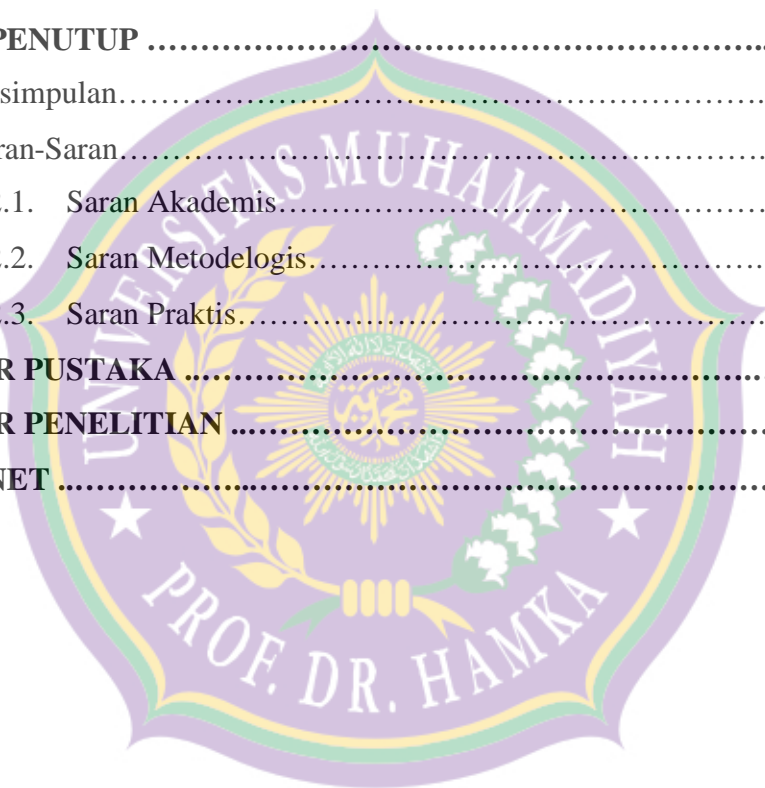 PENUTUP ……………………………………………………..
simpulan………………………………………………………
ran-Saran………………………………………………………
.1. Saran Akademis……………………………………………
.2. Saran Metodelogis…………………………………………
.3. Saran Praktis………………………………………………
R PUSTAKA ..…………………………………………………
R PENELITIAN ..………………………………………………
NET ..……………..……………………………………………
UNIVERSITAS MUHAMMADIYAH
PROF. DR. HAMKA